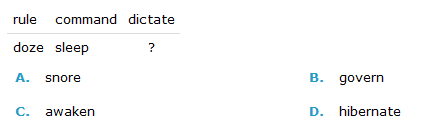 rule command dictate
doze sleep ?
A. snore B. govern
C. awaken D. hibernate